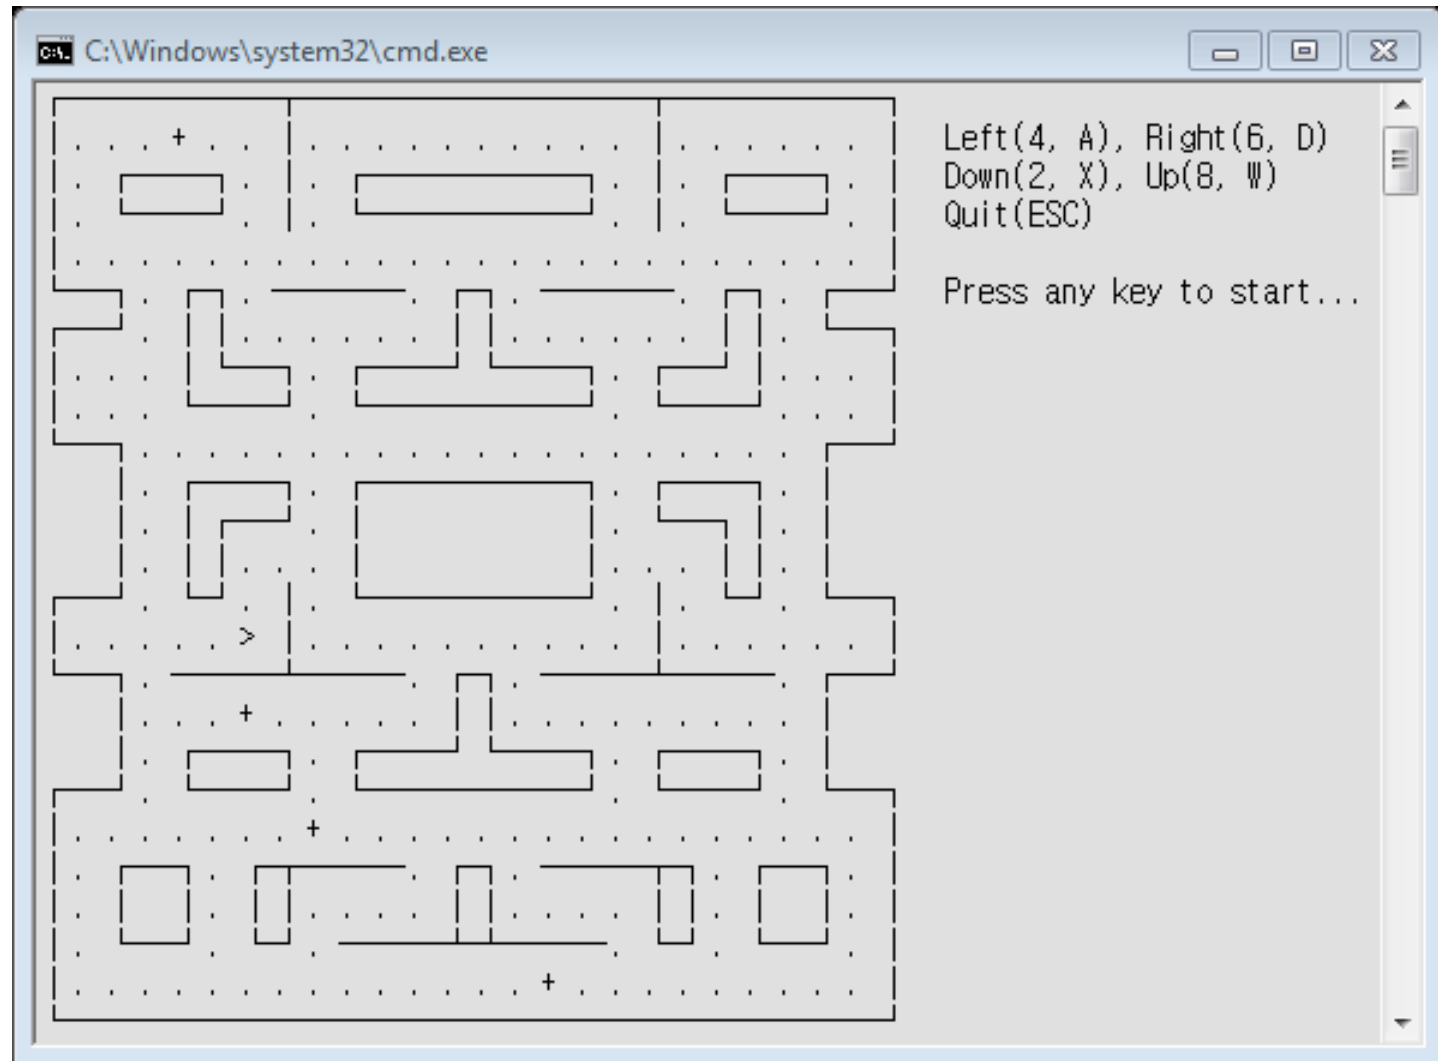 C:\Windows\system32\cmd.exe
Left(4, A), Right(6, D)
Down(2, X), Up(8, W)
Quit(ESC)
Press any key to start...